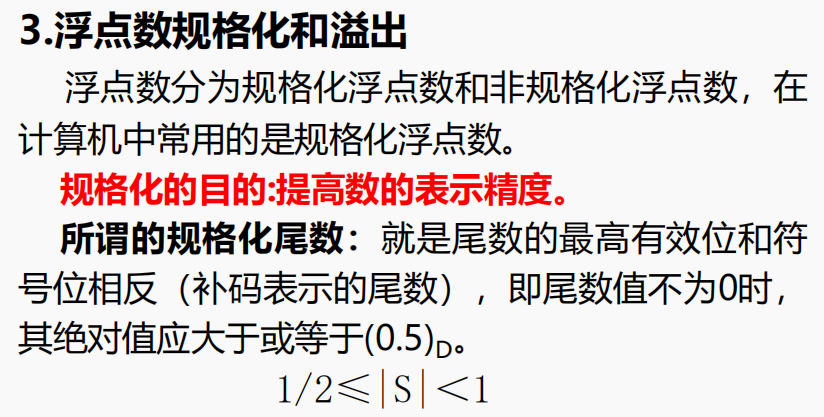 3.浮点数规格化和溢出
浮点数分为规格化浮点数和非规格化浮点数，在
计算机中常用的是规格化浮点数。
规格化的目的:提高数的表示精度。
所谓的规格化尾数：就是尾数的最高有效位和符
号位相反（补码表示的尾数），即尾数值不为0时，
其绝对值应大于或等于(0.5)D。
1/2≤|S|<1